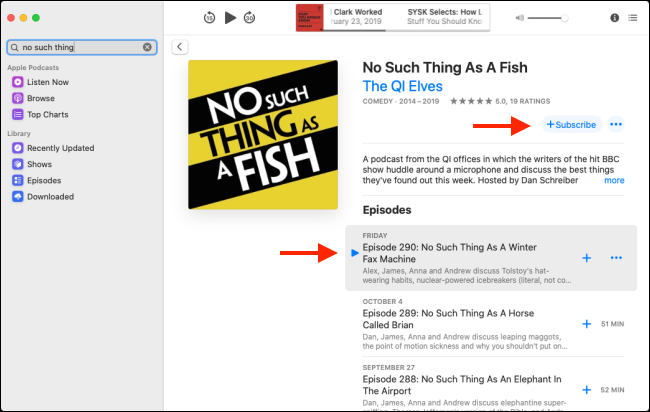 15
30
Clark Worked
SYSK Selects: How L
ruary 23, 2019
Stuff You Should Kno
no such thing
Apple Podcasts
Listen Now
Browse
Top Charts
Library
Recently Updated
Shows
Episodes
Downloaded
NO SUCH
THING AS
A FISH
No Such Thing As A Fish
The QI Elves
COMEDY · 2014 – 2019 ★★★★★ 5.0, 19 RATINGS
+Subscribe
A podcast from the QI offices in which the writers of the hit BBC
show huddle around a microphone and discuss the best things
they've found out this week. Hosted by Dan Schreiber more
Episodes
FRIDAY
Episode 290: No Such Thing As A Winter
Fax Machine
Alex, James, Anna and Andrew discuss Tolstoy's hat-
wearing habits, nuclear-powered icebreakers (literal, not co...
OCTOBER 4
Episode 289: No Such Thing As A Horse
Called Brian
51 MIN
Dan, James, Anna and Andrew discuss leaping maggots,
the point of motion sickness and why you shouldn't put on...
SEPTEMBER 27
Episode 288: No Such Thing As An Elephant In
The Airport
52 MIN
Dan, James, Anna and Andrew discuss elephantine super-